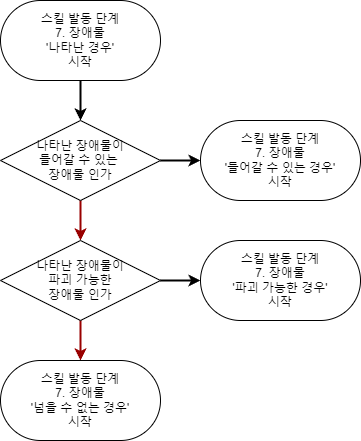 스킬 발동 단계
7. 장애물
'나타난 경우'
시작
나타난 장애물이
들어갈 수 있는
장애물 인가
스킬 발동 단계
7. 장애물
'들어갈 수 있는 경우'
시작
나타난 장애물이
파괴 가능한
장애물 인가
스킬 발동 단계
7. 장애물
'파괴 가능한 경우'
시작
스킬 발동 단계
7. 장애물
'넘을 수 없는 경우'
시작